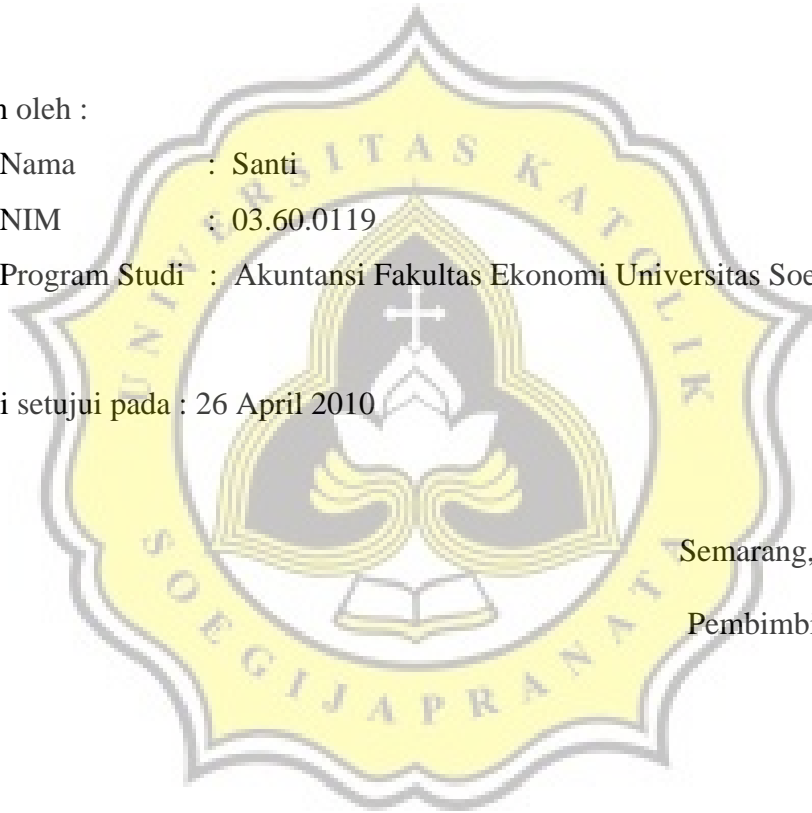 oleh :
Nama : Santi
NIM : 03.60.0119
Program Studi : Akuntansi Fakultas Ekonomi Universitas Soe
setujui pada : 26 April 2010
Semarang,
Pembimb
UNIVERSITAS KATOLIK
SOEGIJAPRANATA